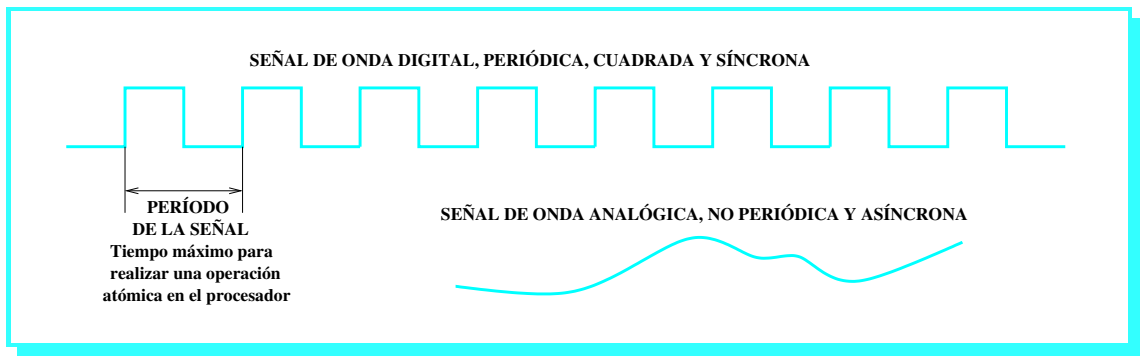 SEÑAL DE ONDA DIGITAL, PERIÓDICA, CUADRADA Y SÍNCRONA
PERÍODO
DE LA SEÑAL
Tiempo máximo para
realizar una operación
atómica en el procesador
SEÑAL DE ONDA ANALÓGICA, NO PERIÓDICA Y ASÍNCRONA